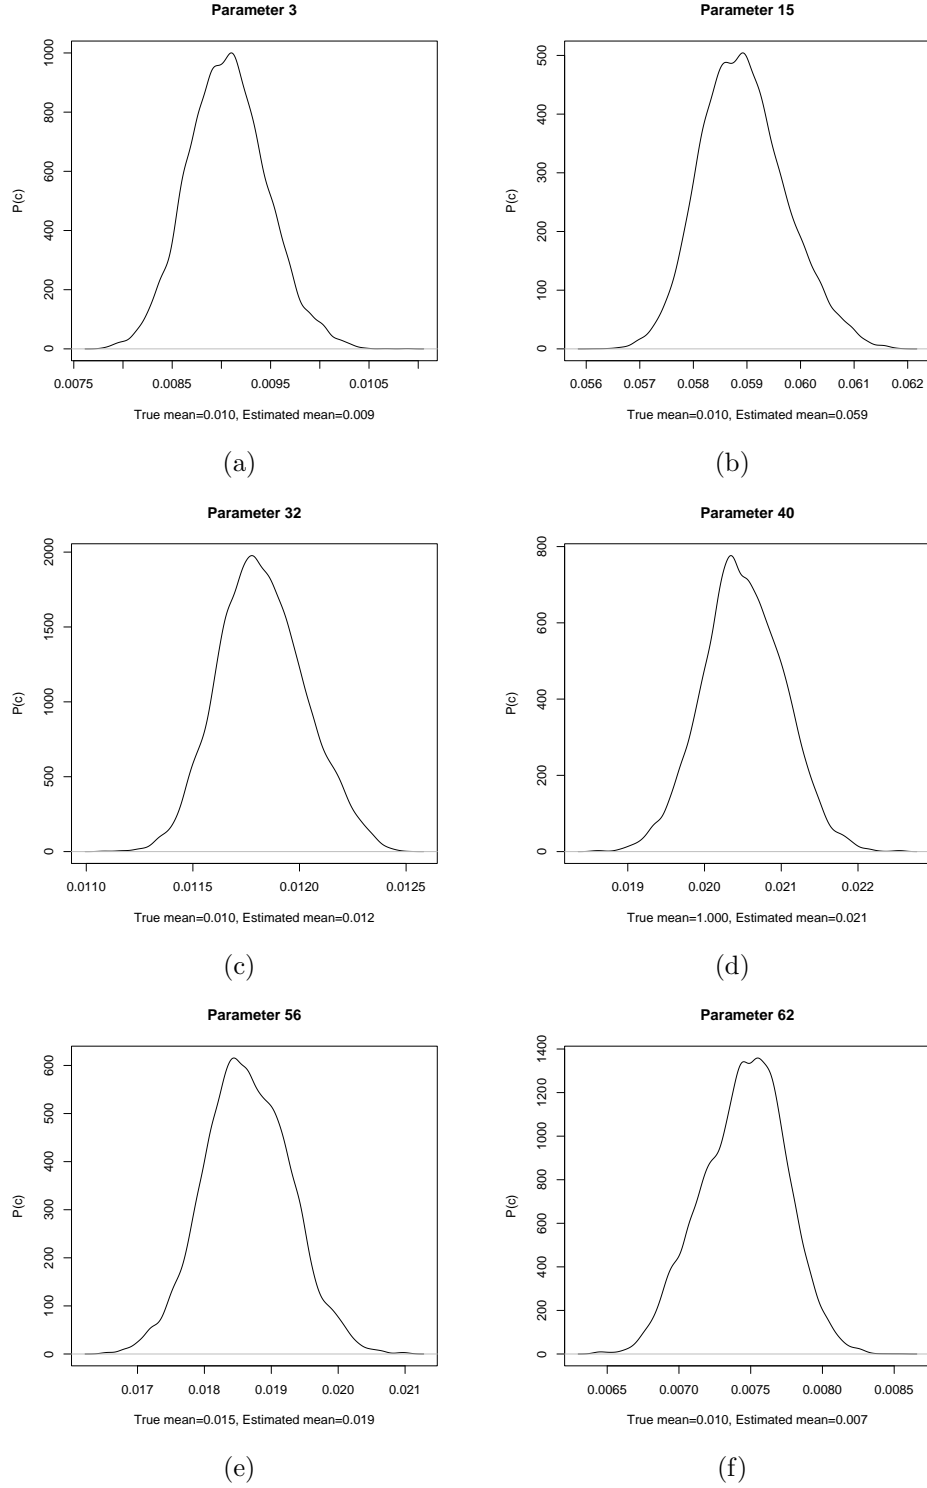 Parameter 3
P(c)
0 200 400 600 800 1000
0.0075 0.0085 0.0095 0.0105
True mean=0.010, Estimated mean=0.009
(a)
Parameter 15
P(c)
0 100 200 300 400 500
0.056 0.057 0.058 0.059 0.060 0.061 0.062
True mean=0.010, Estimated mean=0.059
(b)
Parameter 32
P(c)
0 500 1000 1500 2000
0.0110 0.0115 0.0120 0.0125
True mean=0.010, Estimated mean=0.012
(c)
Parameter 40
P(c)
0 200 400 600 800
0.019 0.020 0.021 0.022
True mean=1.000, Estimated mean=0.021
(d)
Parameter 56
P(c)
0 100 200 300 400 500 600
0.017 0.018 0.019 0.020 0.021
True mean=0.015, Estimated mean=0.019
(e)
Parameter 62
P(c)
0 200 400 600 800 1000 1200 1400
0.0065 0.0070 0.0075 0.0080 0.0085
True mean=0.010, Estimated mean=0.007
(f)